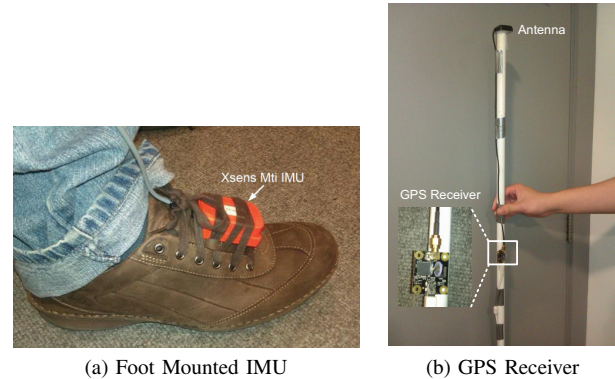 Xsens Mti IMU
Antenna
GPS Receiver
(a) Foot Mounted IMU
(b) GPS Receiver